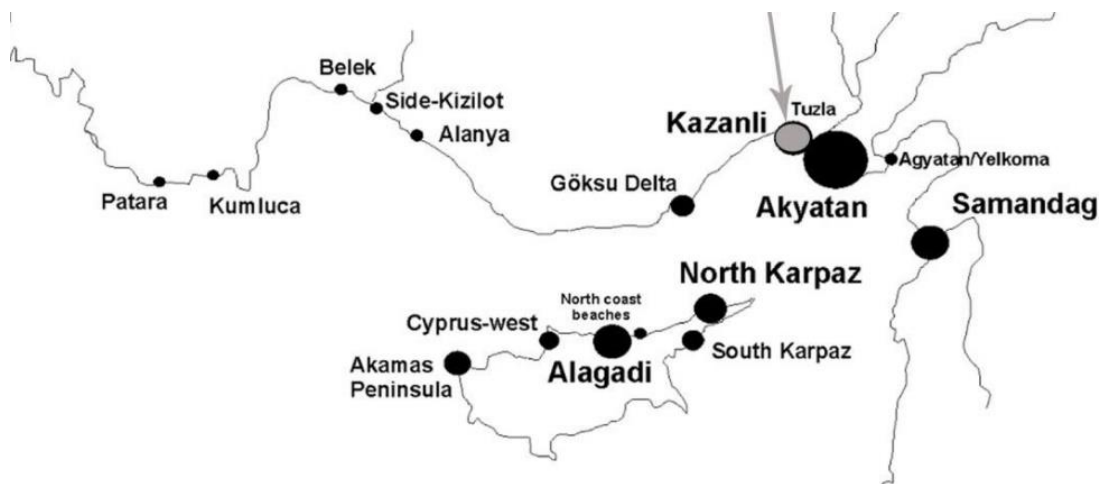 Belek
Side-Kizilot
Alanya
Patara
Kumluca
Göksu Delta
Kazanli
Tuzla
Akyatan
Agyatan/Yelkoma
Samandag
North Karpaz
North coast
beaches
Cyprus-west
Akamas
Peninsula
Alagadi
South Karpaz